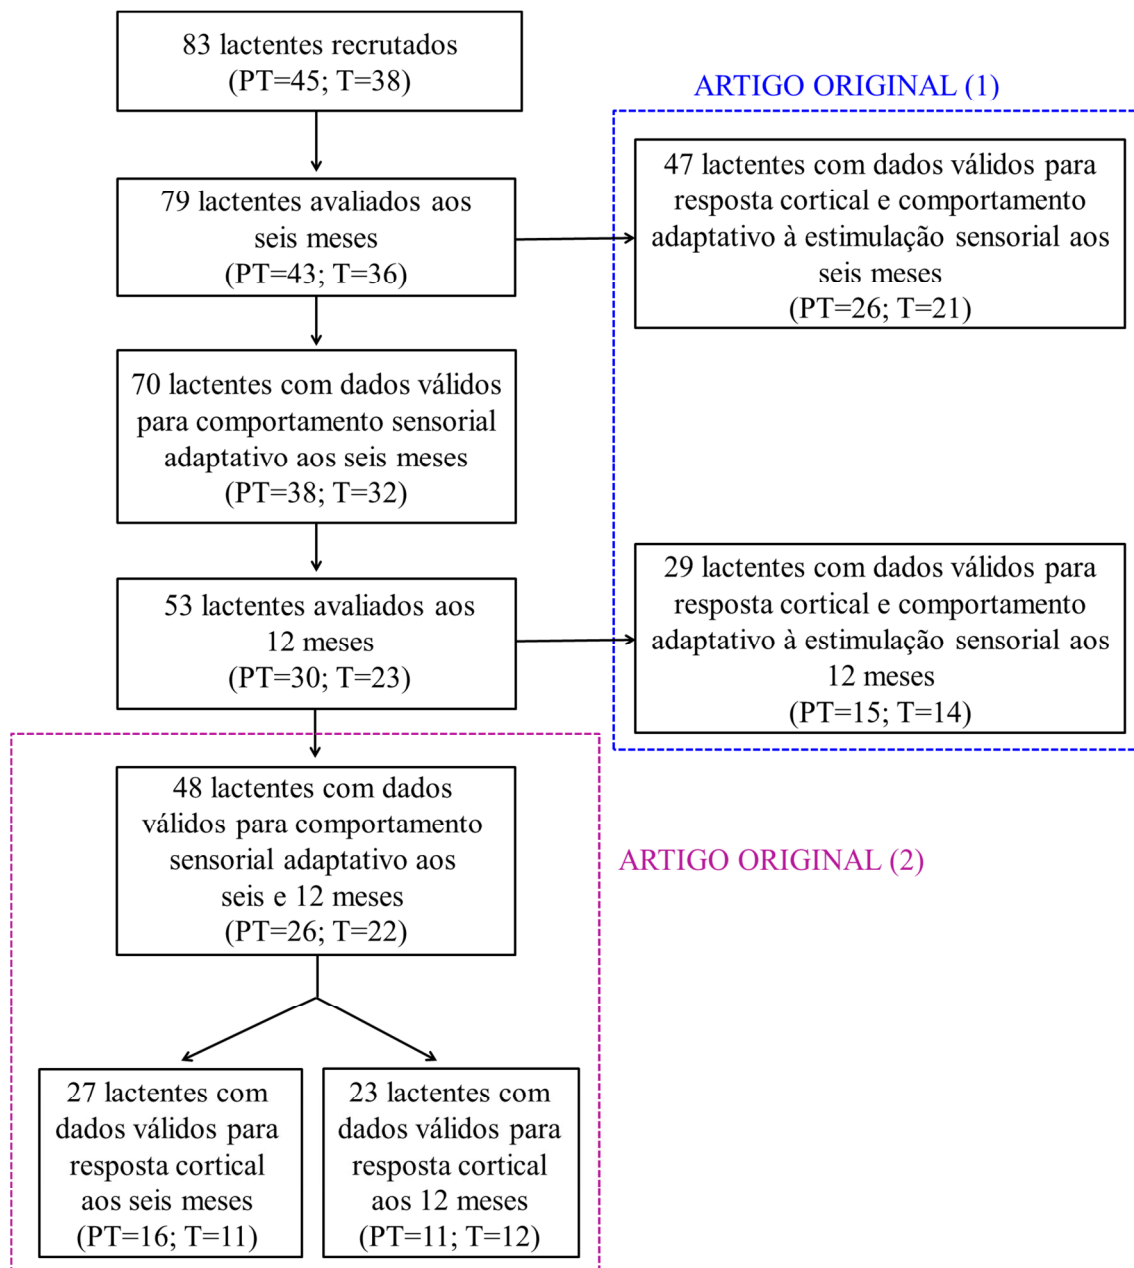 83 lactentes recrutados
(PT=45; T=38)
ARTIGO ORIGINAL (1)
79 lactentes avaliados aos
seis meses
(PT=43; T=36)
47 lactentes com dados válidos para
resposta cortical e comportamento
adaptativo à estimulação sensorial aos
seis meses
(PT=26; T=21)
70 lactentes com dados válidos
para comportamento sensorial
adaptativo aos seis meses
(PT=38; T=32)
53 lactentes avaliados aos
12 meses
(PT=30; T=23)
29 lactentes com dados válidos para
resposta cortical e comportamento
adaptativo à estimulação sensorial aos
12 meses
(PT=15; T=14)
48 lactentes com dados
válidos para comportamento
sensorial adaptativo aos
seis e 12 meses
(PT=26; T=22)
ARTIGO ORIGINAL (2)
27 lactentes com
dados válidos para
resposta cortical
aos seis meses
(PT=16; T=11)
23 lactentes com
dados válidos para
resposta cortical
aos 12 meses
(PT=11; T=12)